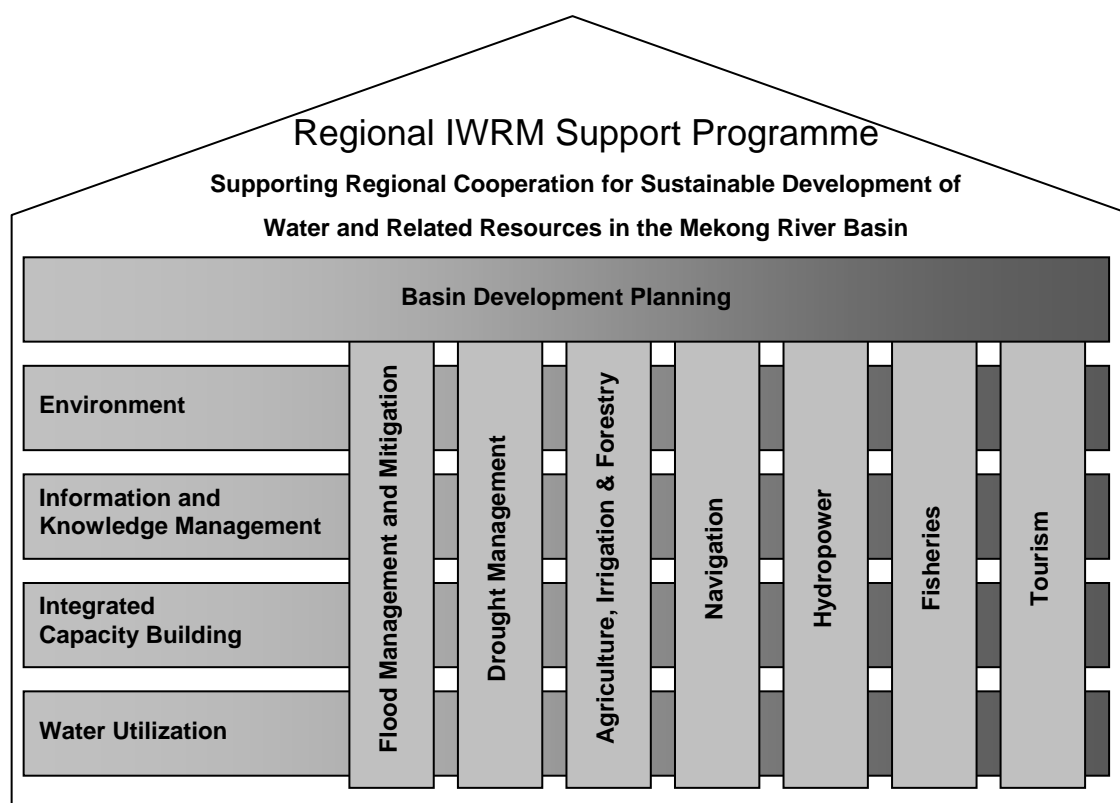 Regional IWRM Support Programme
Supporting Regional Cooperation for Sustainable Development of
Water and Related Resources in the Mekong River Basin
Basin Development Planning
Environment
Information and
Knowledge Management
Integrated
Capacity Building
Water Utilization
Flood Management and Mitigation
Drought Management
Agriculture, Irrigation & Forestry
Navigation
Hydropower
Fisheries
Tourism